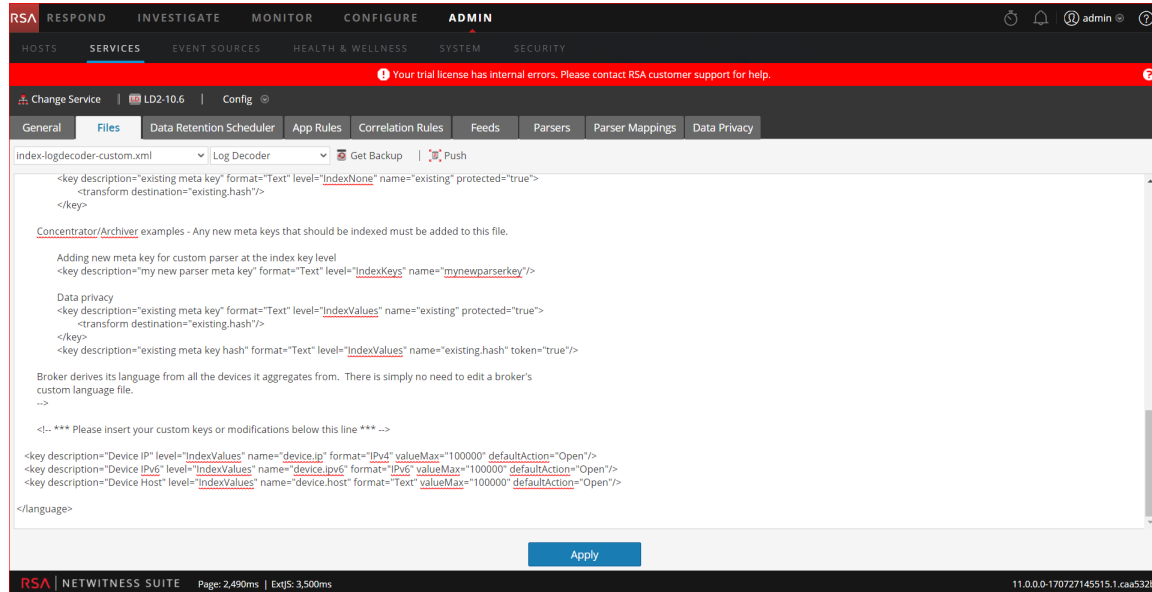 RSA RESPOND INVESTIGATE MONITOR CONFIGURE ADMIN admin
HOSTS SERVICES EVENT SOURCES HEALTH & WELLNESS SYSTEM SECURITY
Your trial license has internal errors. Please contact RSA customer support for help.
Change Service | LD2-10.6 | Config
General Files Data Retention Scheduler App Rules Correlation Rules Feeds Parsers Parser Mappings Data Privacy
index-logdecoder-custom.xml Log Decoder Get Backup | Push
<key description="existing meta key" format="Text" level="IndexNone" name="existing" protected="true">
<transform destination="existing.hash"/>
</key>
Concentrator/Archiver examples - Any new meta keys that should be indexed must be added to this file.
Adding new meta key for custom parser at the index key level
<key description="my new parser meta key" format="Text" level="IndexKeys" name="mynewparserkey"/>
Data privacy
<key description="existing meta key" format="Text" level="IndexValues" name="existing" protected="true">
<transform destination="existing.hash"/>
</key>
<key description="existing meta key hash" format="Text" level="IndexValues" name="existing.hash" token="true"/>
Broker derives its language from all the devices it aggregates from.  There is simply no need to edit a broker's
custom language file.
-->
<!-- *** Please insert your custom keys or modifications below this line *** -->
<key description="Device IP" level="IndexValues" name="device.ip" format="IPv4" valueMax="100000" defaultAction="Open"/>
<key description="Device IPv6" level="IndexValues" name="device.ipv6" format="IPv6" valueMax="100000" defaultAction="Open"/>
<key description="Device Host" level="IndexValues" name="device.host" format="Text" valueMax="100000" defaultAction="Open"/>
</language>
Apply
RSA | NETWITNESS SUITE Page: 2,490ms | ExtJS: 3,500ms 11.0.0.0-170727145515.1.caa532b